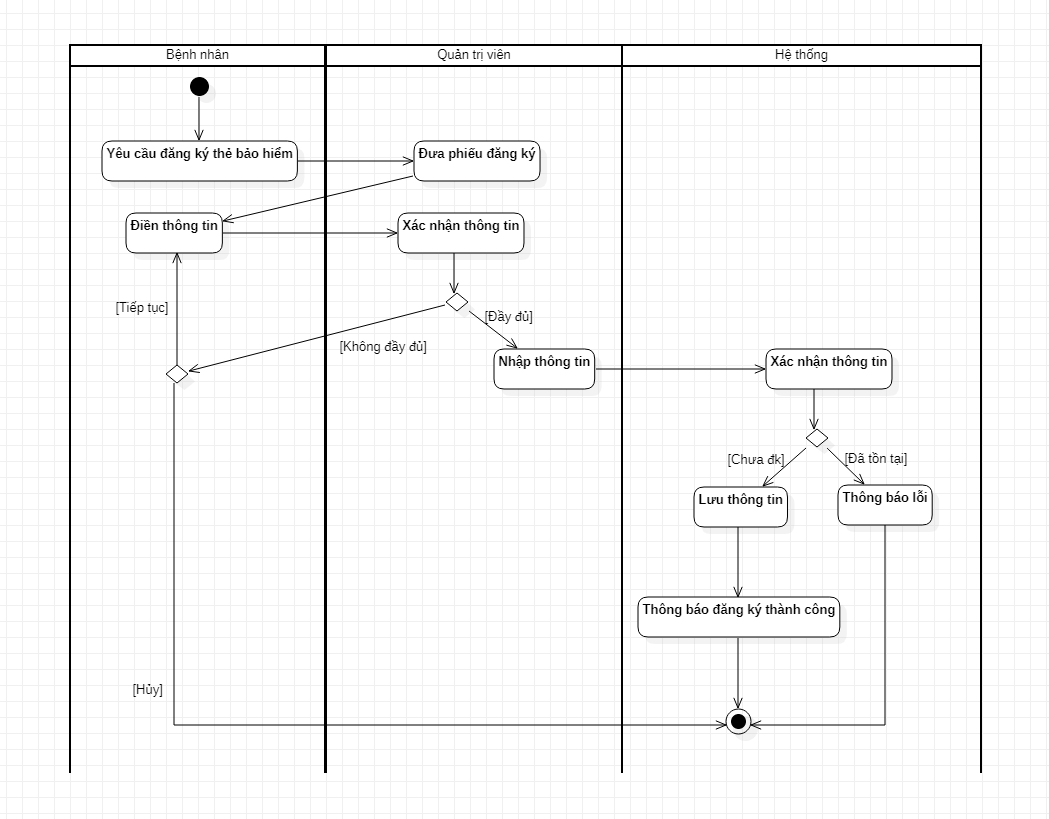 Bệnh nhân
Quản trị viên
Hệ thống
Yêu cầu đăng ký thẻ bảo hiểm
Đưa phiếu đăng ký
Điền thông tin
Xác nhận thông tin
[Tiếp tục]
[Đầy đủ]
[Không đầy đủ]
Nhập thông tin
Xác nhận thông tin
[Chưa đk]
[Đã tồn tại]
Lưu thông tin
Thông báo lỗi
Thông báo đăng ký thành công
[Hủy]